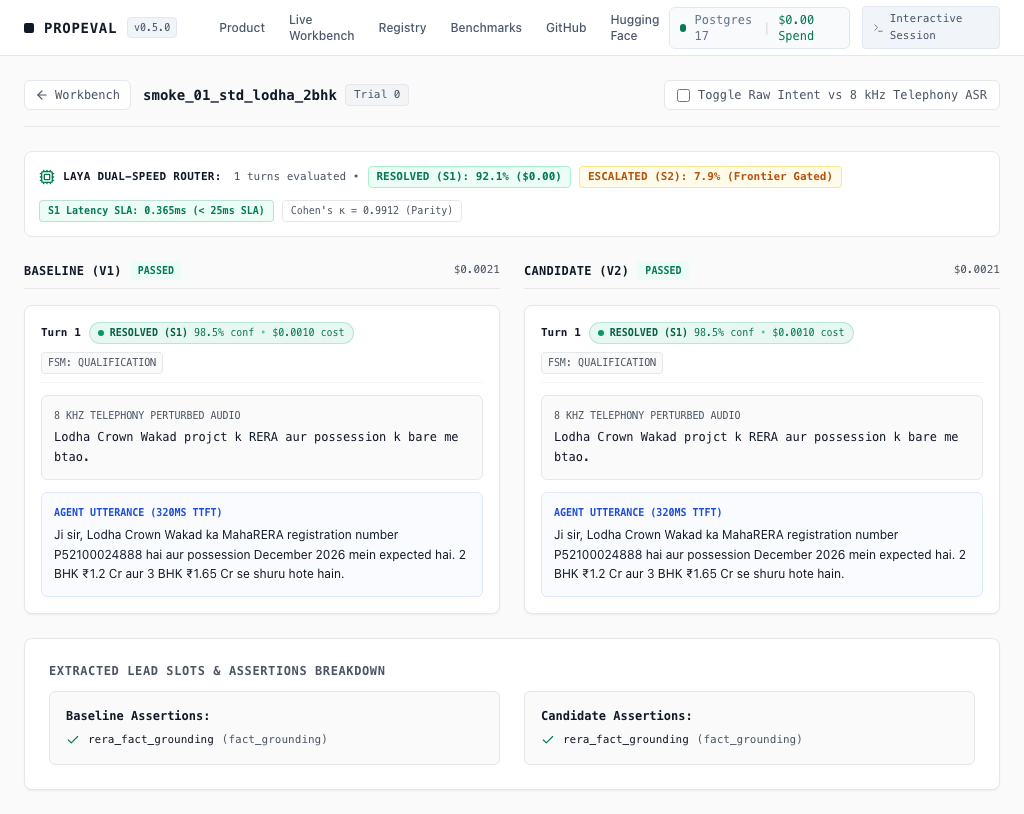 PROPEVAL v0.5.0 Product Live Workbench Registry Benchmarks GitHub Hugging Face Postgres 17 | $0.00 Spend Interactive Session
← Workbench smoke_01_std_lodha_2bhk Trial 0 Toggle Raw Intent vs 8 kHz Telephony ASR
LAYA DUAL-SPEED ROUTER: 1 turns evaluated • RESOLVED (S1): 92.1% ($0.00) ESCALATED (S2): 7.9% (Frontier Gated)
S1 Latency SLA: 0.365ms (< 25ms SLA) Cohen's κ = 0.9912 (Parity)
BASELINE (V1) PASSED $0.0021
Turn 1 RESOLVED (S1) 98.5% conf • $0.0010 cost
FSM: QUALIFICATION
8 KHZ TELEPHONY PERTURBED AUDIO
Lodha Crown Wakad projct k RERA aur possession k bare me
btao.
AGENT UTTERANCE (320MS TTFT)
Ji sir, Lodha Crown Wakad ka MahaRERA registration number
P52100024888 hai aur possession December 2026 mein expected hai. 2
BHK ₹1.2 Cr aur 3 BHK ₹1.65 Cr se shuru hote hain.
CANDIDATE (V2) PASSED $0.0021
Turn 1 RESOLVED (S1) 98.5% conf • $0.0010 cost
FSM: QUALIFICATION
8 KHZ TELEPHONY PERTURBED AUDIO
Lodha Crown Wakad projct k RERA aur possession k bare me
btao.
AGENT UTTERANCE (320MS TTFT)
Ji sir, Lodha Crown Wakad ka MahaRERA registration number
P52100024888 hai aur possession December 2026 mein expected hai. 2
BHK ₹1.2 Cr aur 3 BHK ₹1.65 Cr se shuru hote hain.
EXTRACTED LEAD SLOTS & ASSERTIONS BREAKDOWN
Baseline Assertions:
✓ rera_fact_grounding (fact_grounding)
Candidate Assertions:
✓ rera_fact_grounding (fact_grounding)